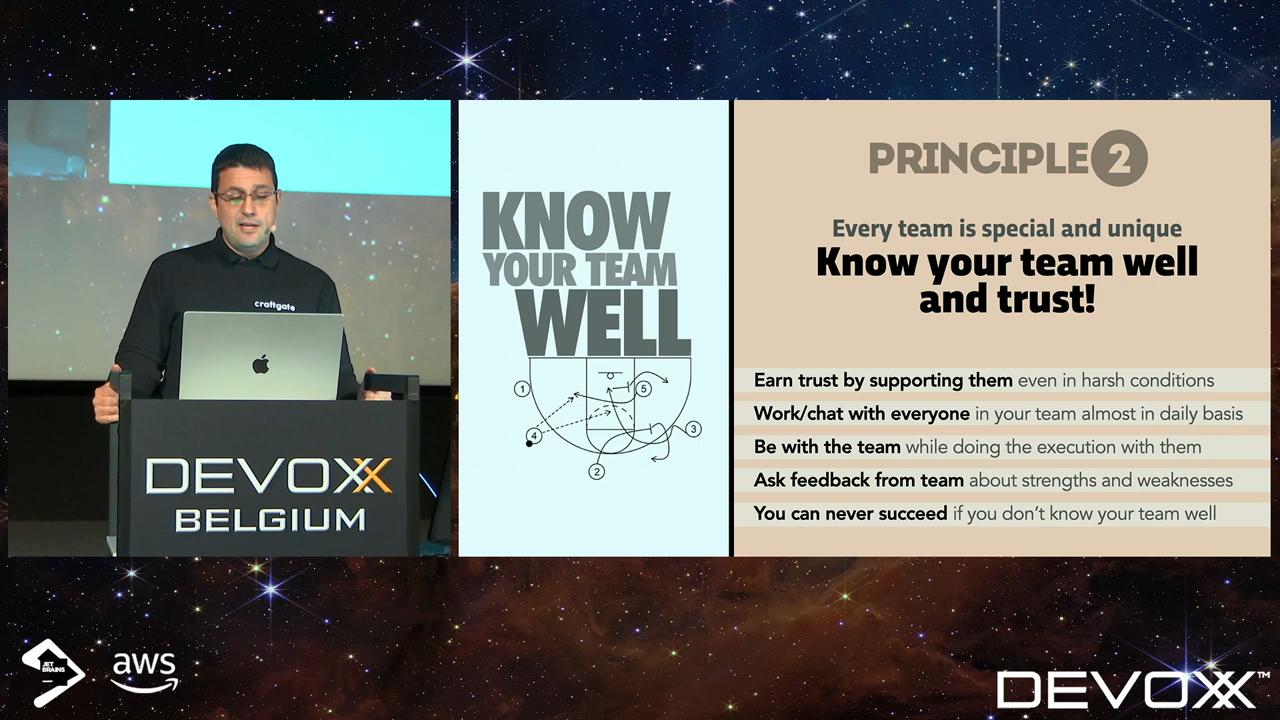 craftgate
DEVOXX
BELGIUM
KNOW
YOUR TEAM
WELL
1
5
4
3
2
PRINCIPLE 2
Every team is special and unique
Know your team well
and trust!
Earn trust by supporting them even in harsh conditions
Work/chat with everyone in your team almost in daily basis
Be with the team while doing the execution with them
Ask feedback from team about strengths and weaknesses
You can never succeed if you don't know your team well
JET
BRAINS
aws
DEVOXX™